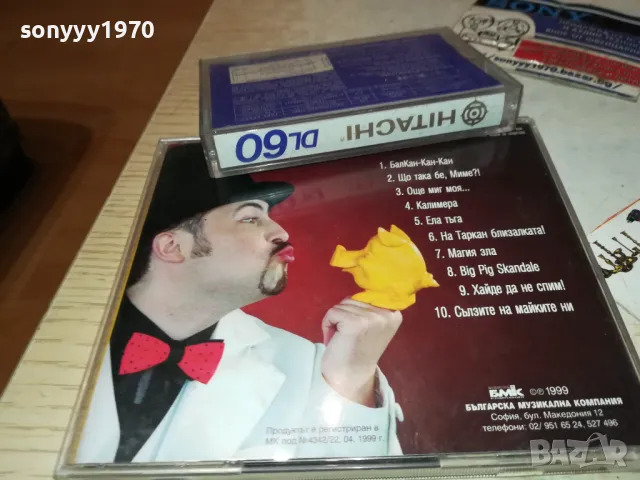 sonyyy1970
SONY
HITACHI
DL60
1. БалКан-Кан-Кан
2. Що така бе, Миме?!
3. Още миг моя...
4. Калимера
5. Ела тъга
6. На Таркан близалката!
7. Магия зла
8. Big Pig Skandale
9. Хайде да не спим!
10. Сълзите на майките ни
БМК ©℗ 1999
БЪЛГАРСКА МУЗИКАЛНА КОМПАНИЯ
София, бул. Македония 12
телефони: 02/ 951 65 24, 527 496
Продуктът е регистриран в
МК под №4342/22, 04. 1999 г.
BAZAR.bg